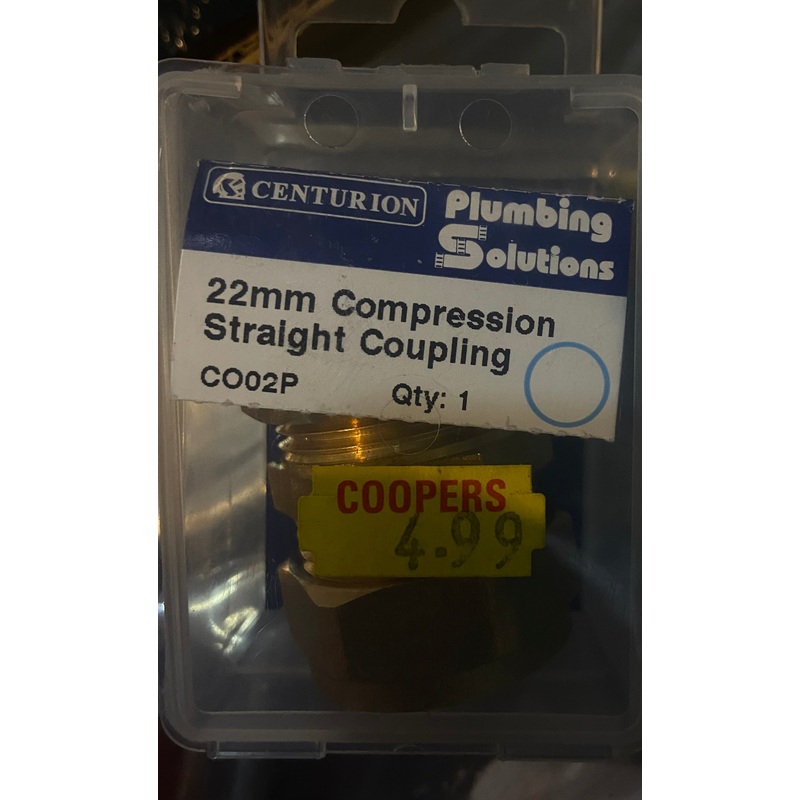 CENTURION
Plumbing
Solutions
22mm Compression
Straight Coupling
CO02P Qty: 1
COOPERS
4.99